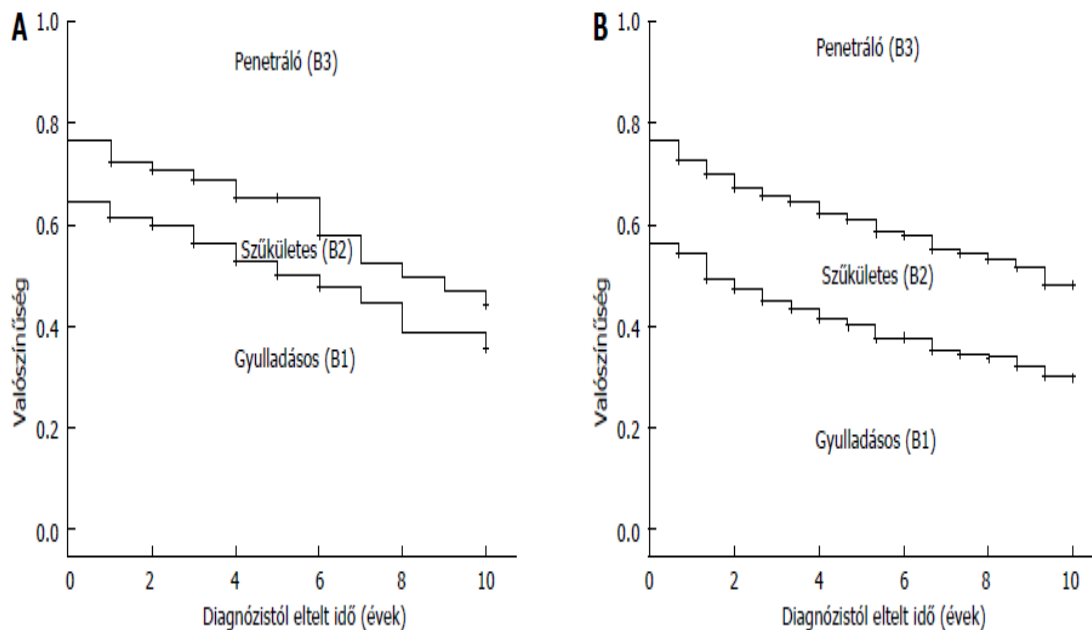 A
1.0
0.8
0.6
0.4
0.2
0.0
Valószínűség
Penetráló (B3)
Szűkületes (B2)
Gyulladásos (B1)
0 2 4 6 8 10
Diagnózistól eltelt idő (évek)
B
1.0
0.8
0.6
0.4
0.2
0.0
Valószínűség
Penetráló (B3)
Szűkületes (B2)
Gyulladásos (B1)
0 2 4 6 8 10
Diagnózistól eltelt idő (évek)